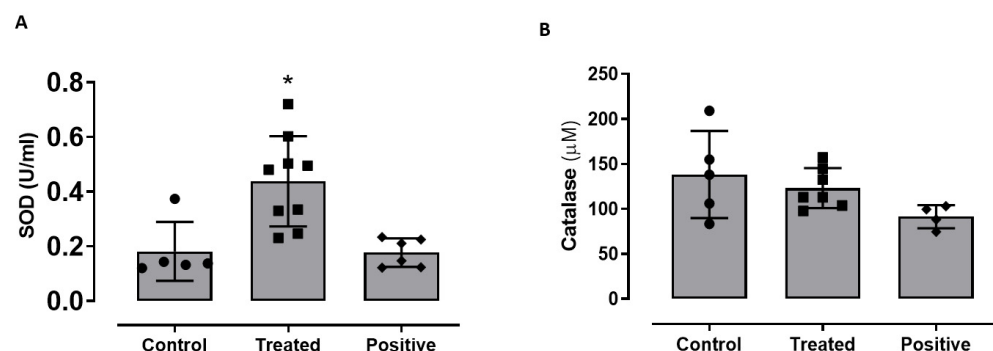 A
SOD (U/ml)
0.8
0.6
0.4
0.2
0.0
*
Control
Treated
Positive
B
Catalase (μM)
250
200
150
100
50
0
Control
Treated
Positive